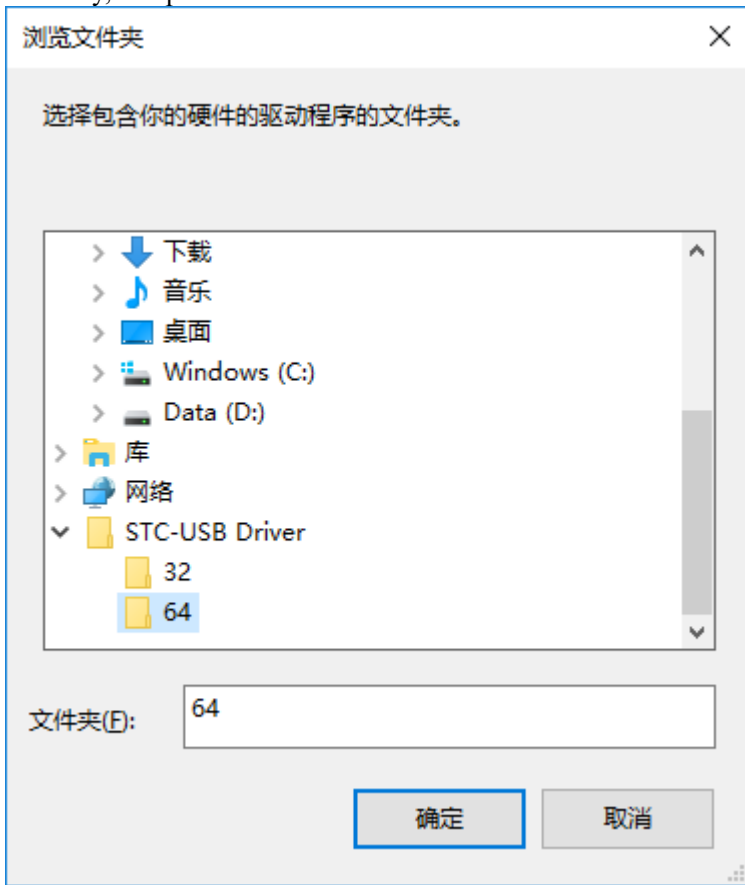 浏览文件夹
选择包含你的硬件的驱动程序的文件夹。
下载
音乐
桌面
Windows (C:)
Data (D:)
库
网络
STC-USB Driver
32
64
文件夹(F): 64
确定 取消